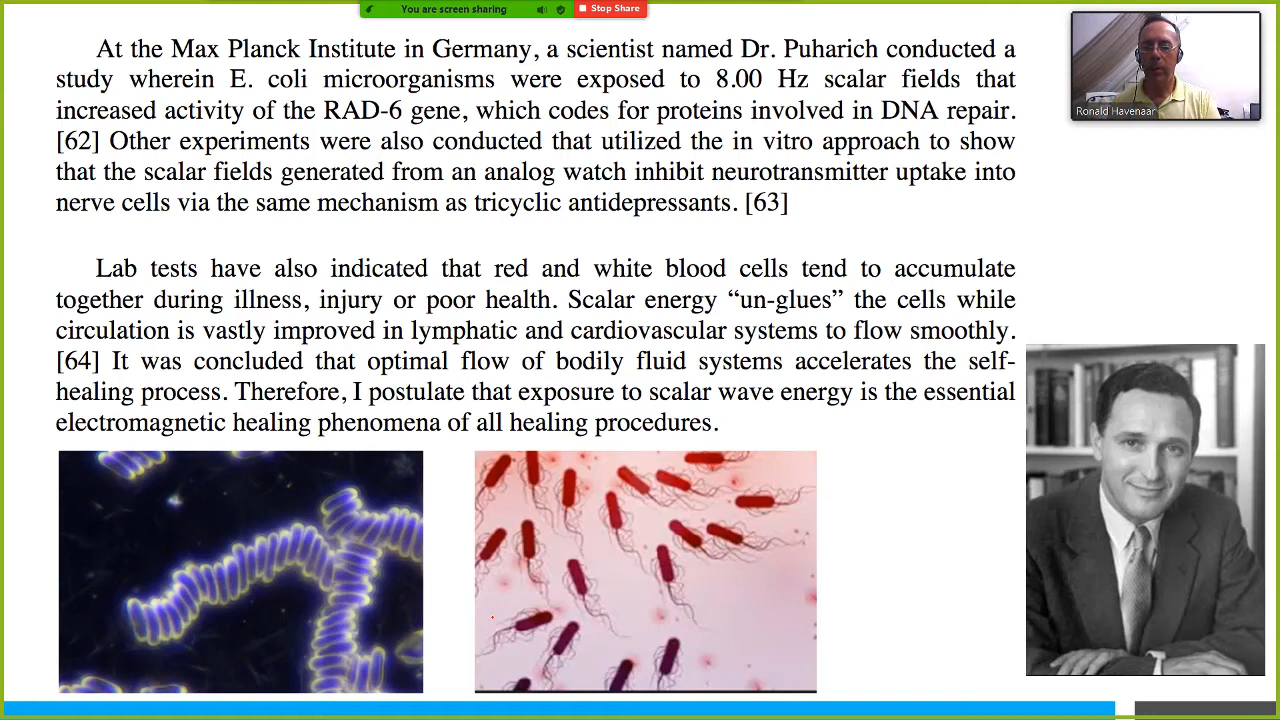 You are screen sharing
Stop Share
At the Max Planck Institute in Germany, a scientist named Dr. Puharich conducted a
study wherein E. coli microorganisms were exposed to 8.00 Hz scalar fields that
increased activity of the RAD-6 gene, which codes for proteins involved in DNA repair.
[62] Other experiments were also conducted that utilized the in vitro approach to show
that the scalar fields generated from an analog watch inhibit neurotransmitter uptake into
nerve cells via the same mechanism as tricyclic antidepressants. [63]
Lab tests have also indicated that red and white blood cells tend to accumulate
together during illness, injury or poor health. Scalar energy “un-glues” the cells while
circulation is vastly improved in lymphatic and cardiovascular systems to flow smoothly.
[64] It was concluded that optimal flow of bodily fluid systems accelerates the self-
healing process. Therefore, I postulate that exposure to scalar wave energy is the essential
electromagnetic healing phenomena of all healing procedures.
Ronald Havenaar